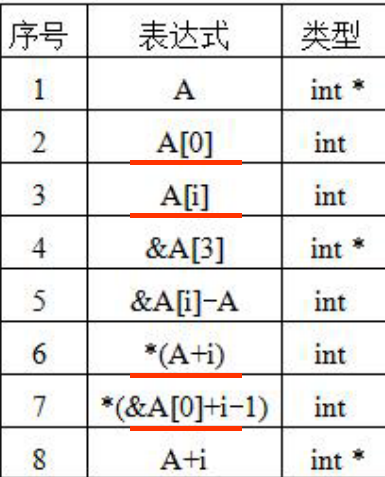 序号 表达式 类型
1 A int *
2 A[0] int
3 A[i] int
4 &A[3] int *
5 &A[i]−A int
6 *(A+i) int
7 *(&A[0]+i−1) int
8 A+i int *